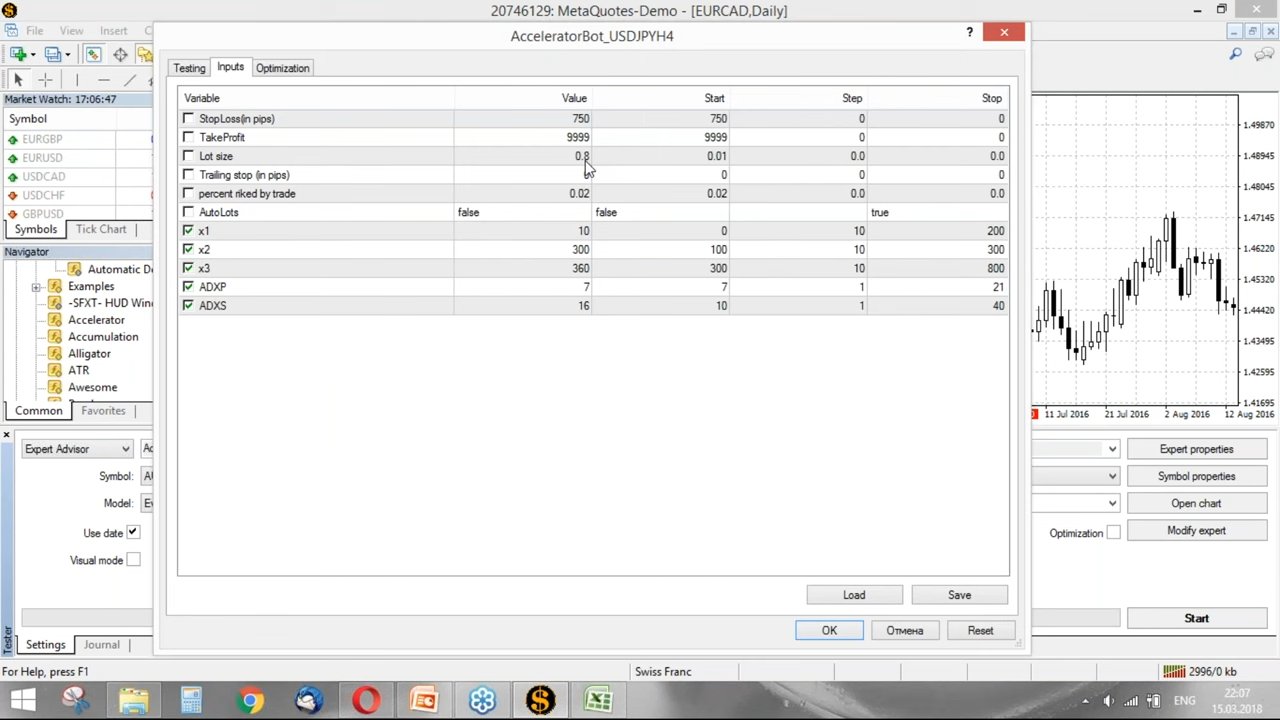 20746129: MetaQuotes-Demo - [EURCAD,Daily]
File View Insert
AcceleratorBot_USDJPYH4
?
Testing Inputs Optimization
Market Watch: 17:06:47
Symbol
EURGBP
EURUSD
USDCAD
USDCHF
GBPUSD
Symbols Tick Chart
Navigator
Automatic
Examples
-SFXT- HUD
Accelerator
Accumulation
Alligator
ATR
Awesome
Common Favorites
Variable Value Start Step Stop
StopLoss(in pips) 750 750 0 0
TakeProfit 9999 9999 0 0
Lot size 0.8 0.01 0.0 0.0
Trailing stop (in pips) 0 0 0
percent riked by trade 0.02 0.02 0.0 0.0
AutoLots false false true
x1 10 0 10 200
x2 300 100 10 300
x3 360 300 10 800
ADXP 7 7 1 21
ADXS 16 10 1 40
Load Save
OK Отмена Reset
1.49870
1.48945
1.48045
1.47145
1.46220
1.45320
1.44420
1.43495
1.42595
1.41695
11 Jul 2016 21 Jul 2016 2 Aug 2016 12 Aug 2016
Expert Advisor
Symbol:
Model:
Use date
Visual mode
Optimization
Expert properties
Symbol properties
Open chart
Modify expert
Start
Tester
Settings Journal
For Help, press F1
Swiss Franc
2996/0 kb
ENG
22:07
15.03.2018